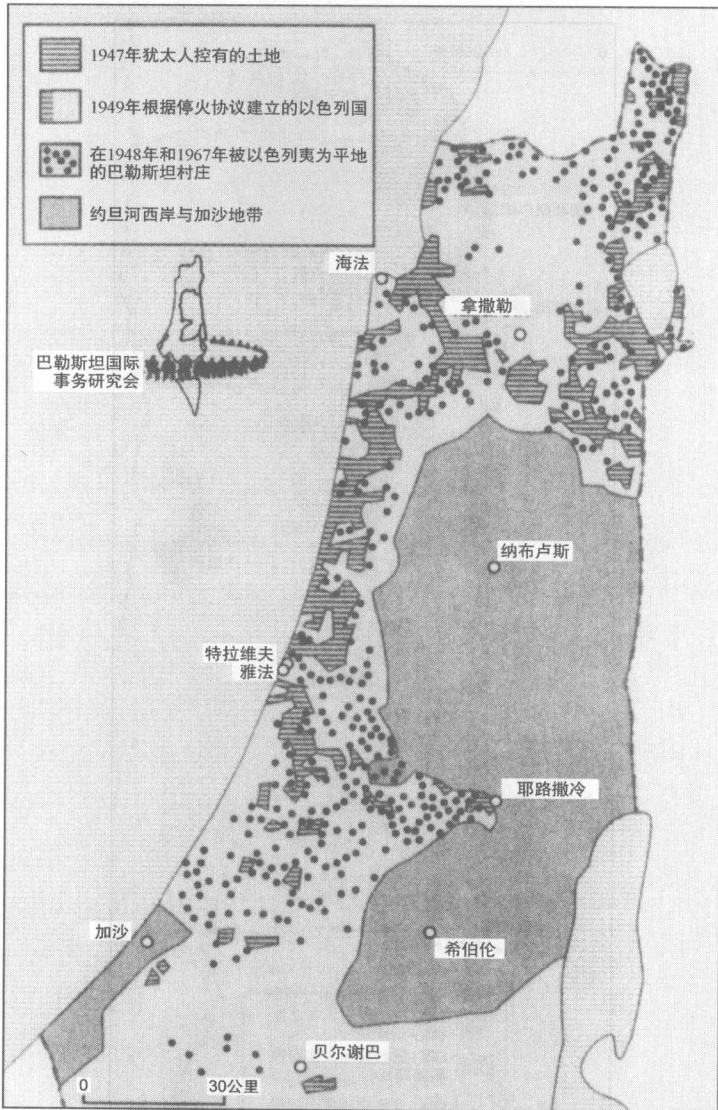 1947年犹太人控有的土地
1949年根据停火协议建立的以色列国
在1948年和1967年被以色列夷为平地
的巴勒斯坦村庄
约旦河西岸与加沙地带
海法
拿撒勒
巴勒斯坦国际
事务研究会
纳布卢斯
特拉维夫
雅法
耶路撒冷
加沙
希伯伦
贝尔谢巴
0 30公里